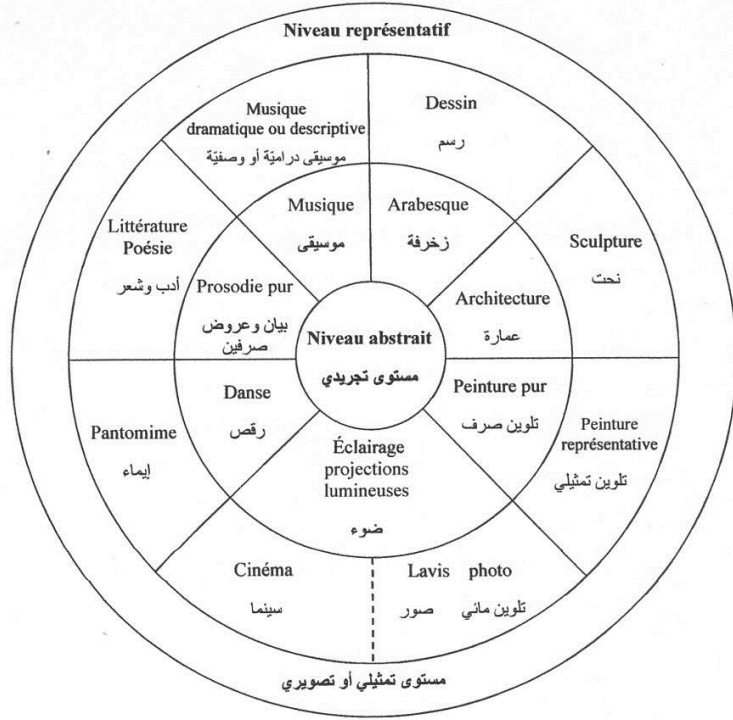 Niveau représentatif
Musique
dramatique ou descriptive
موسيقى دراميّة أو وصفيّة
Dessin
رسم
Littérature
Poésie
أدب وشعر
Musique
موسيقى
Arabesque
زخرفة
Sculpture
نحت
Prosodie pur
بيان وعروض
صرفين
Architecture
عمارة
Niveau abstrait
مستوى تجريدي
Danse
رقص
Peinture pur
تلوين صرف
Pantomime
إيماء
Peinture
représentative
تلوين تمثيلي
Éclairage
projections
lumineuses
ضوء
Cinéma
سينما
Lavis photo
تلوين مائي صور
مستوى تمثيلي أو تصويري